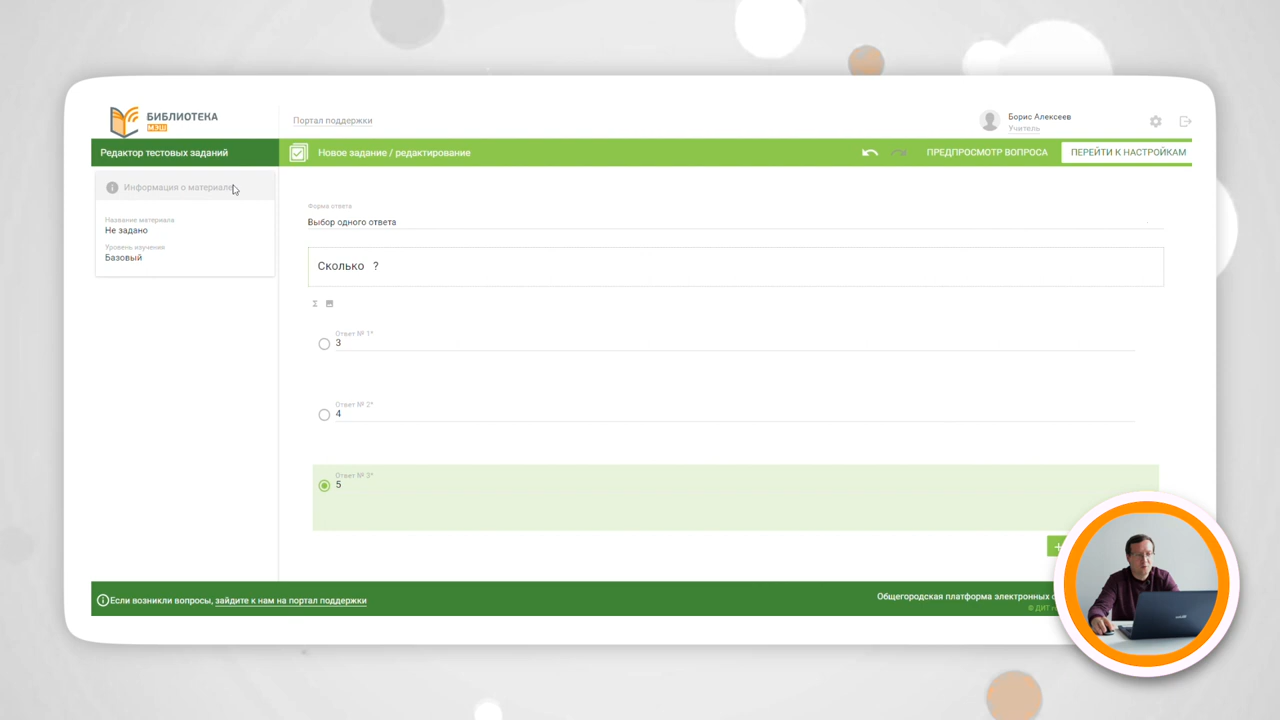 БИБЛИОТЕКА
МЭШ
Портал поддержки
Борис Алексеев
Учитель
Редактор тестовых заданий
Новое задание / редактирование
ПРЕДПРОСМОТР ВОПРОСА
ПЕРЕЙТИ К НАСТРОЙКАМ
Информация о материале
Название материала
Не задано
Уровень изучения
Базовый
Форма ответа
Выбор одного ответа
Сколько ?
Σ
Ответ № 1*
3
Ответ № 2*
4
Ответ № 3*
5
+
Если возникли вопросы, зайдите к нам на портал поддержки
Общегородская платформа электронных
© ДИТ